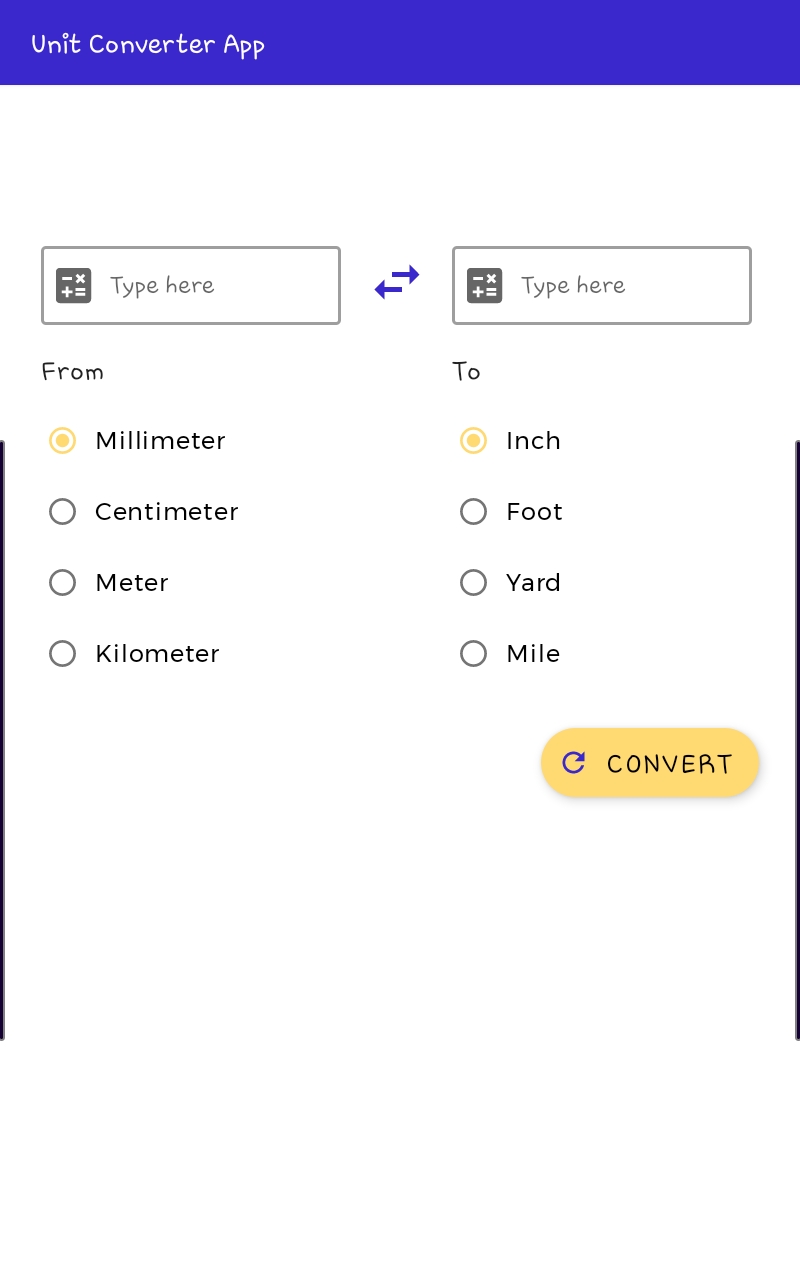 Unit Converter App
Type here
Type here
From
To
Millimeter
Inch
Centimeter
Foot
Meter
Yard
Kilometer
Mile
CONVERT